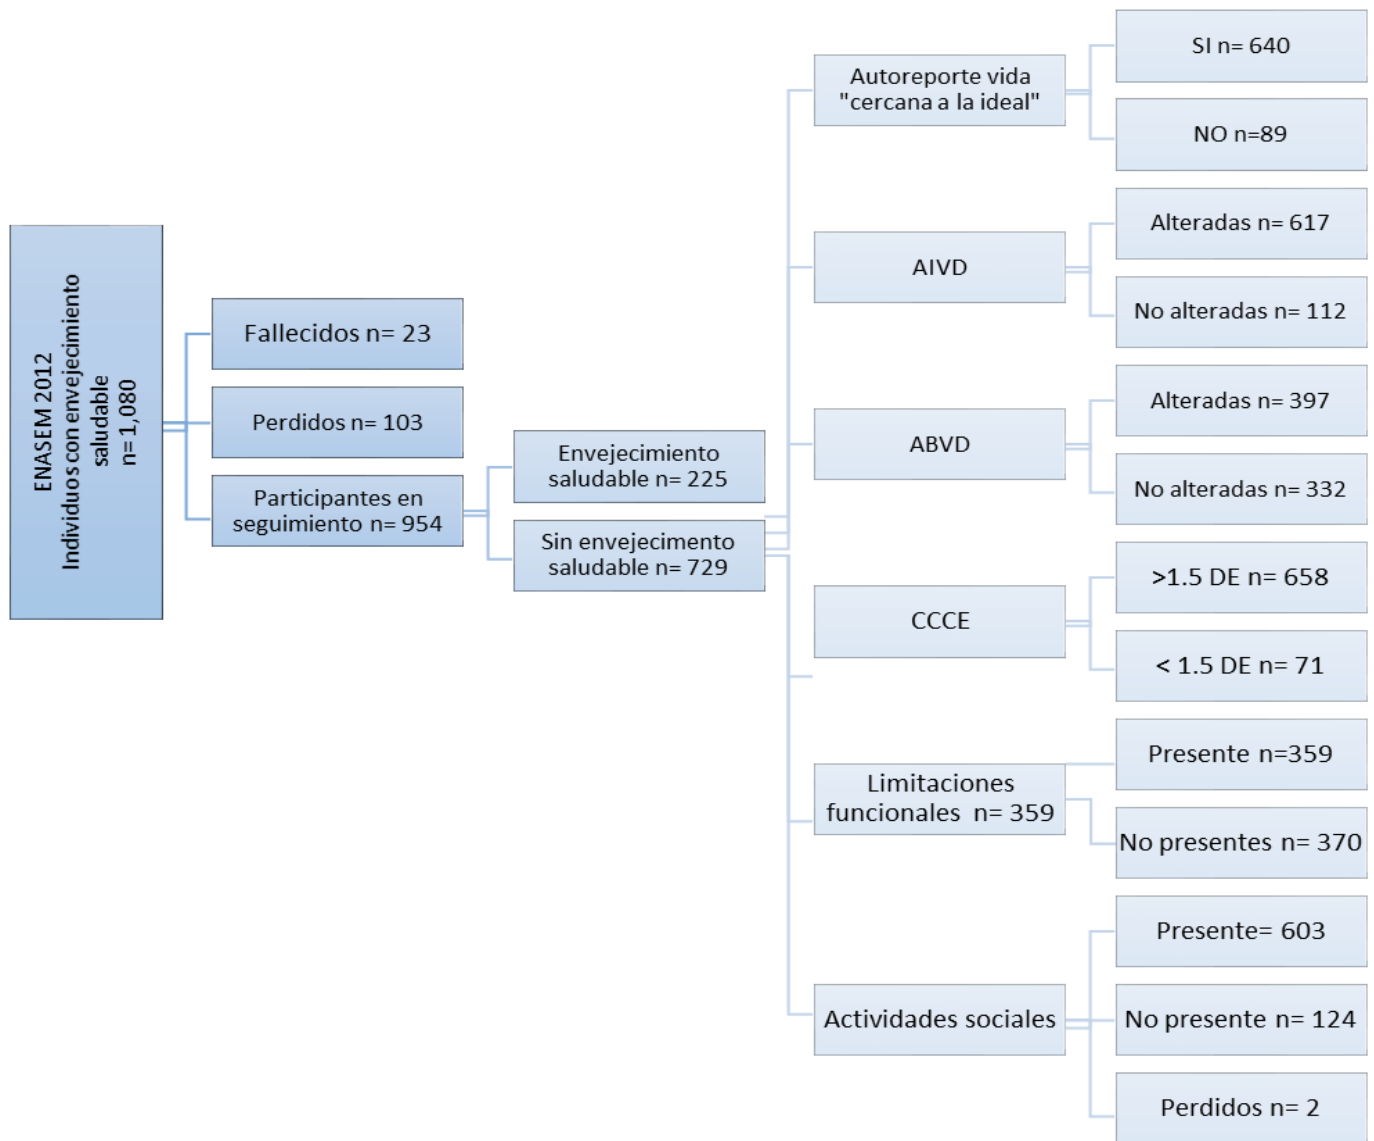 ENASEM 2012
Individuos con envejecimiento
saludable
n= 1,080
Fallecidos n= 23
Perdidos n= 103
Participantes en
seguimiento n= 954
Envejecimiento
saludable n= 225
Sin envejecimento
saludable n= 729
Autoreporte vida
"cercana a la ideal"
SI n= 640
NO n=89
AIVD
Alteradas n= 617
No alteradas n= 112
ABVD
Alteradas n= 397
No alteradas n= 332
CCCE
>1.5 DE n= 658
< 1.5 DE n= 71
Limitaciones
funcionales n= 359
Presente n=359
No presentes n= 370
Actividades sociales
Presente= 603
No presente n= 124
Perdidos n= 2